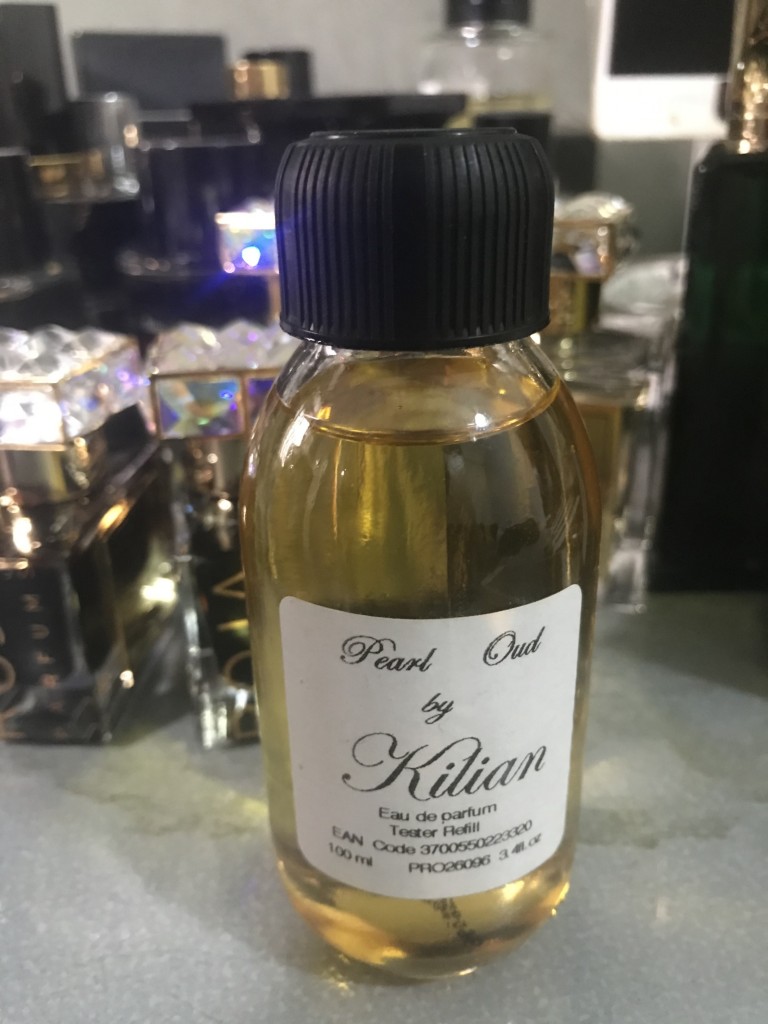 Pearl Oud
by
Kilian
Eau de parfum
Tester Refill
EAN Code 3700550223320
100 ml PRO26096 3.4fl.oz